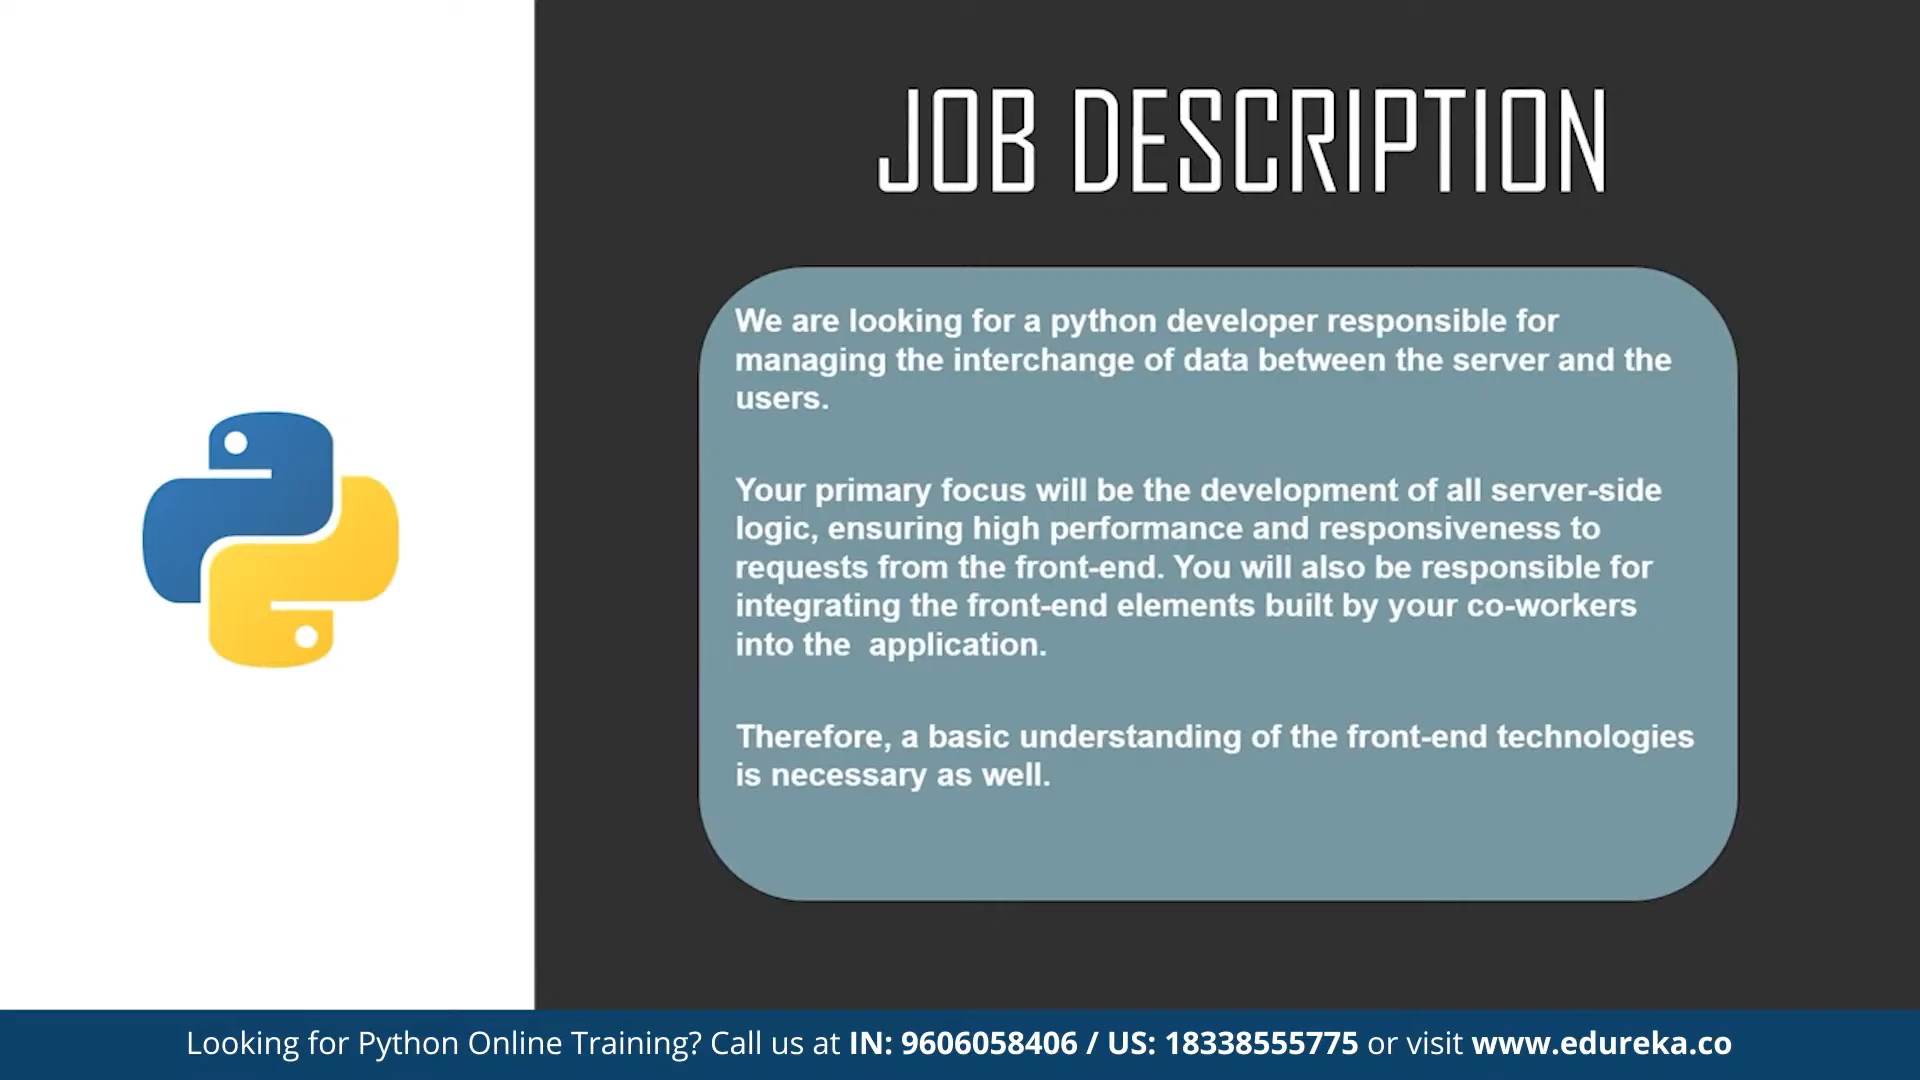 JOB DESCRIPTION
We are looking for a python developer responsible for
managing the interchange of data between the server and the
users.
Your primary focus will be the development of all server-side
logic, ensuring high performance and responsiveness to
requests from the front-end. You will also be responsible for
integrating the front-end elements built by your co-workers
into the  application.
Therefore, a basic understanding of the front-end technologies
is necessary as well.
Looking for Python Online Training? Call us at IN: 9606058406 / US: 18338555775 or visit www.edureka.co